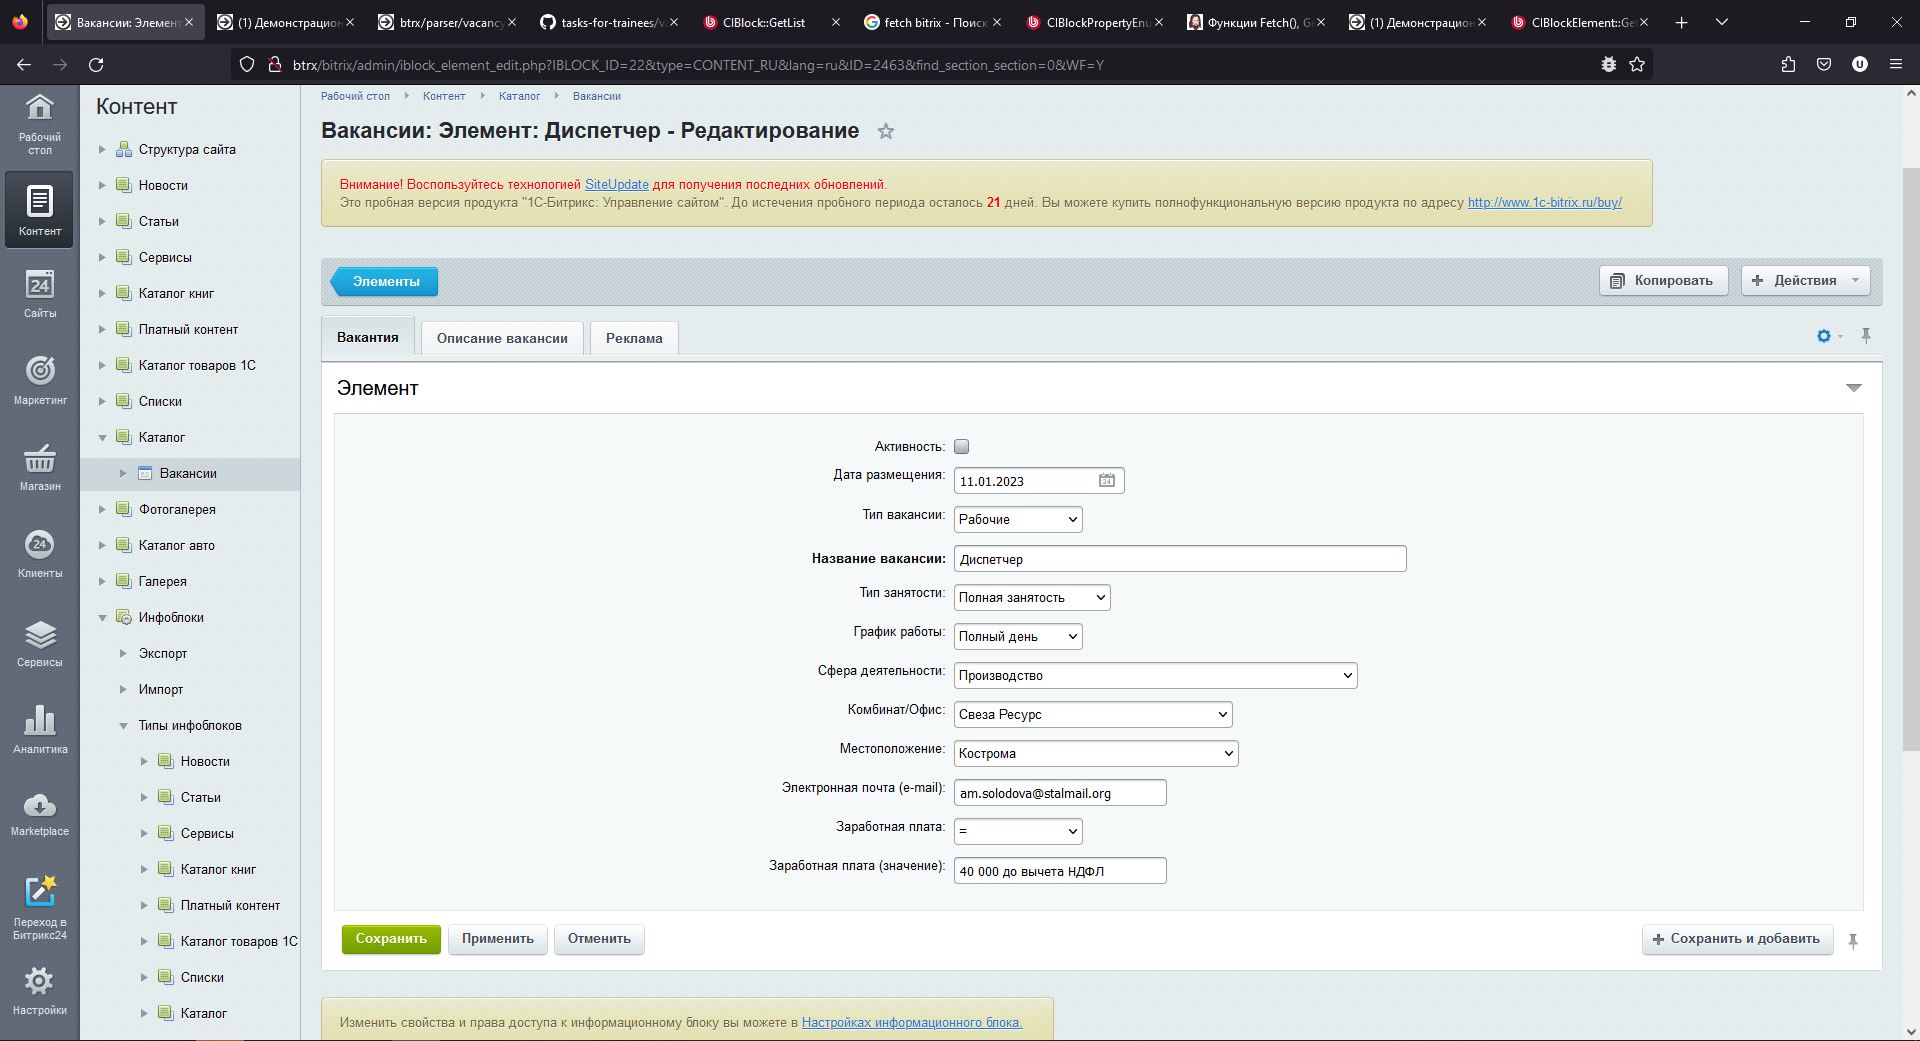 Вакансии: Элемент
(1) Демонстрацион
btrx/parser/vacancy
tasks-for-trainees/v
CIBlock::GetList
fetch bitrix - Поиск
CIBlockPropertyEnu
Функции Fetch(), Ge
(1) Демонстрацион
CIBlockElement::Ge
btrx/bitrix/admin/iblock_element_edit.php?IBLOCK_ID=22&type=CONTENT_RU&lang=ru&ID=2463&find_section_section=0&WF=Y
U
Рабочий стол
Контент
24
Сайты
Маркетинг
Магазин
24
Клиенты
Сервисы
Аналитика
Marketplace
Переход в Битрикс24
Настройки
Контент
Структура сайта
Новости
Статьи
Сервисы
Каталог книг
Платный контент
Каталог товаров 1С
Списки
Каталог
Вакансии
Фотогалерея
Каталог авто
Галерея
Инфоблоки
Экспорт
Импорт
Типы инфоблоков
Новости
Статьи
Сервисы
Каталог книг
Платный контент
Каталог товаров 1С
Списки
Каталог
Рабочий стол Контент Каталог Вакансии
Вакансии: Элемент: Диспетчер - Редактирование
Внимание! Воспользуйтесь технологией SiteUpdate для получения последних обновлений.
Это пробная версия продукта "1С-Битрикс: Управление сайтом". До истечения пробного периода осталось 21 дней. Вы можете купить полнофункциональную версию продукта по адресу http://www.1c-bitrix.ru/buy/
Элементы
Копировать
Действия
Вакантия
Описание вакансии
Реклама
Элемент
Активность:
Дата размещения: 11.01.2023
Тип вакансии: Рабочие
Название вакансии: Диспетчер
Тип занятости: Полная занятость
График работы: Полный день
Сфера деятельности: Производство
Комбинат/Офис: Свеза Ресурс
Местоположение: Кострома
Электронная почта (e-mail): am.solodova@stalmail.org
Заработная плата: =
Заработная плата (значение): 40 000 до вычета НДФЛ
Сохранить
Применить
Отменить
Сохранить и добавить
Изменить свойства и права доступа к информационному блоку вы можете в Настройках информационного блока.